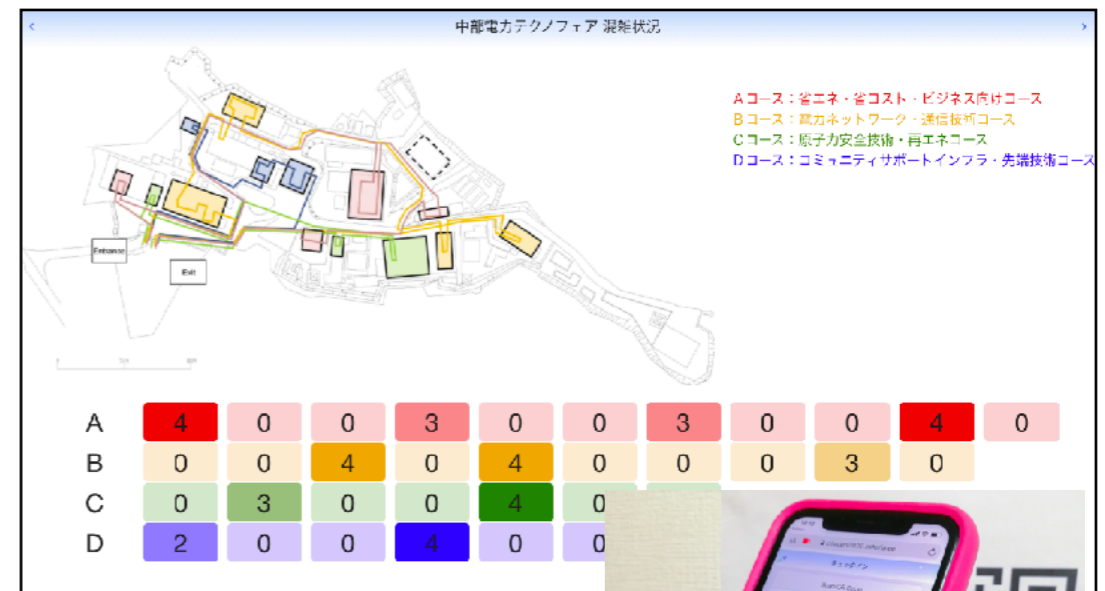 中部電力テクノフェア 混雑状況
Aコース：省エネ・省コスト・ビジネス向けコース
Bコース：電力ネットワーク・通信技術コース
Cコース：原子力安全技術・再エネコース
Dコース：コミュニティサポートインフラ・先端技術コース
Entrance
Exit
A 4 0 0 3 0 0 3 0 0 4 0
B 0 0 4 0 4 0 0 0 3 0
C 0 3 0 0 4 0
D 2 0 0 4 0 0
チェックイン